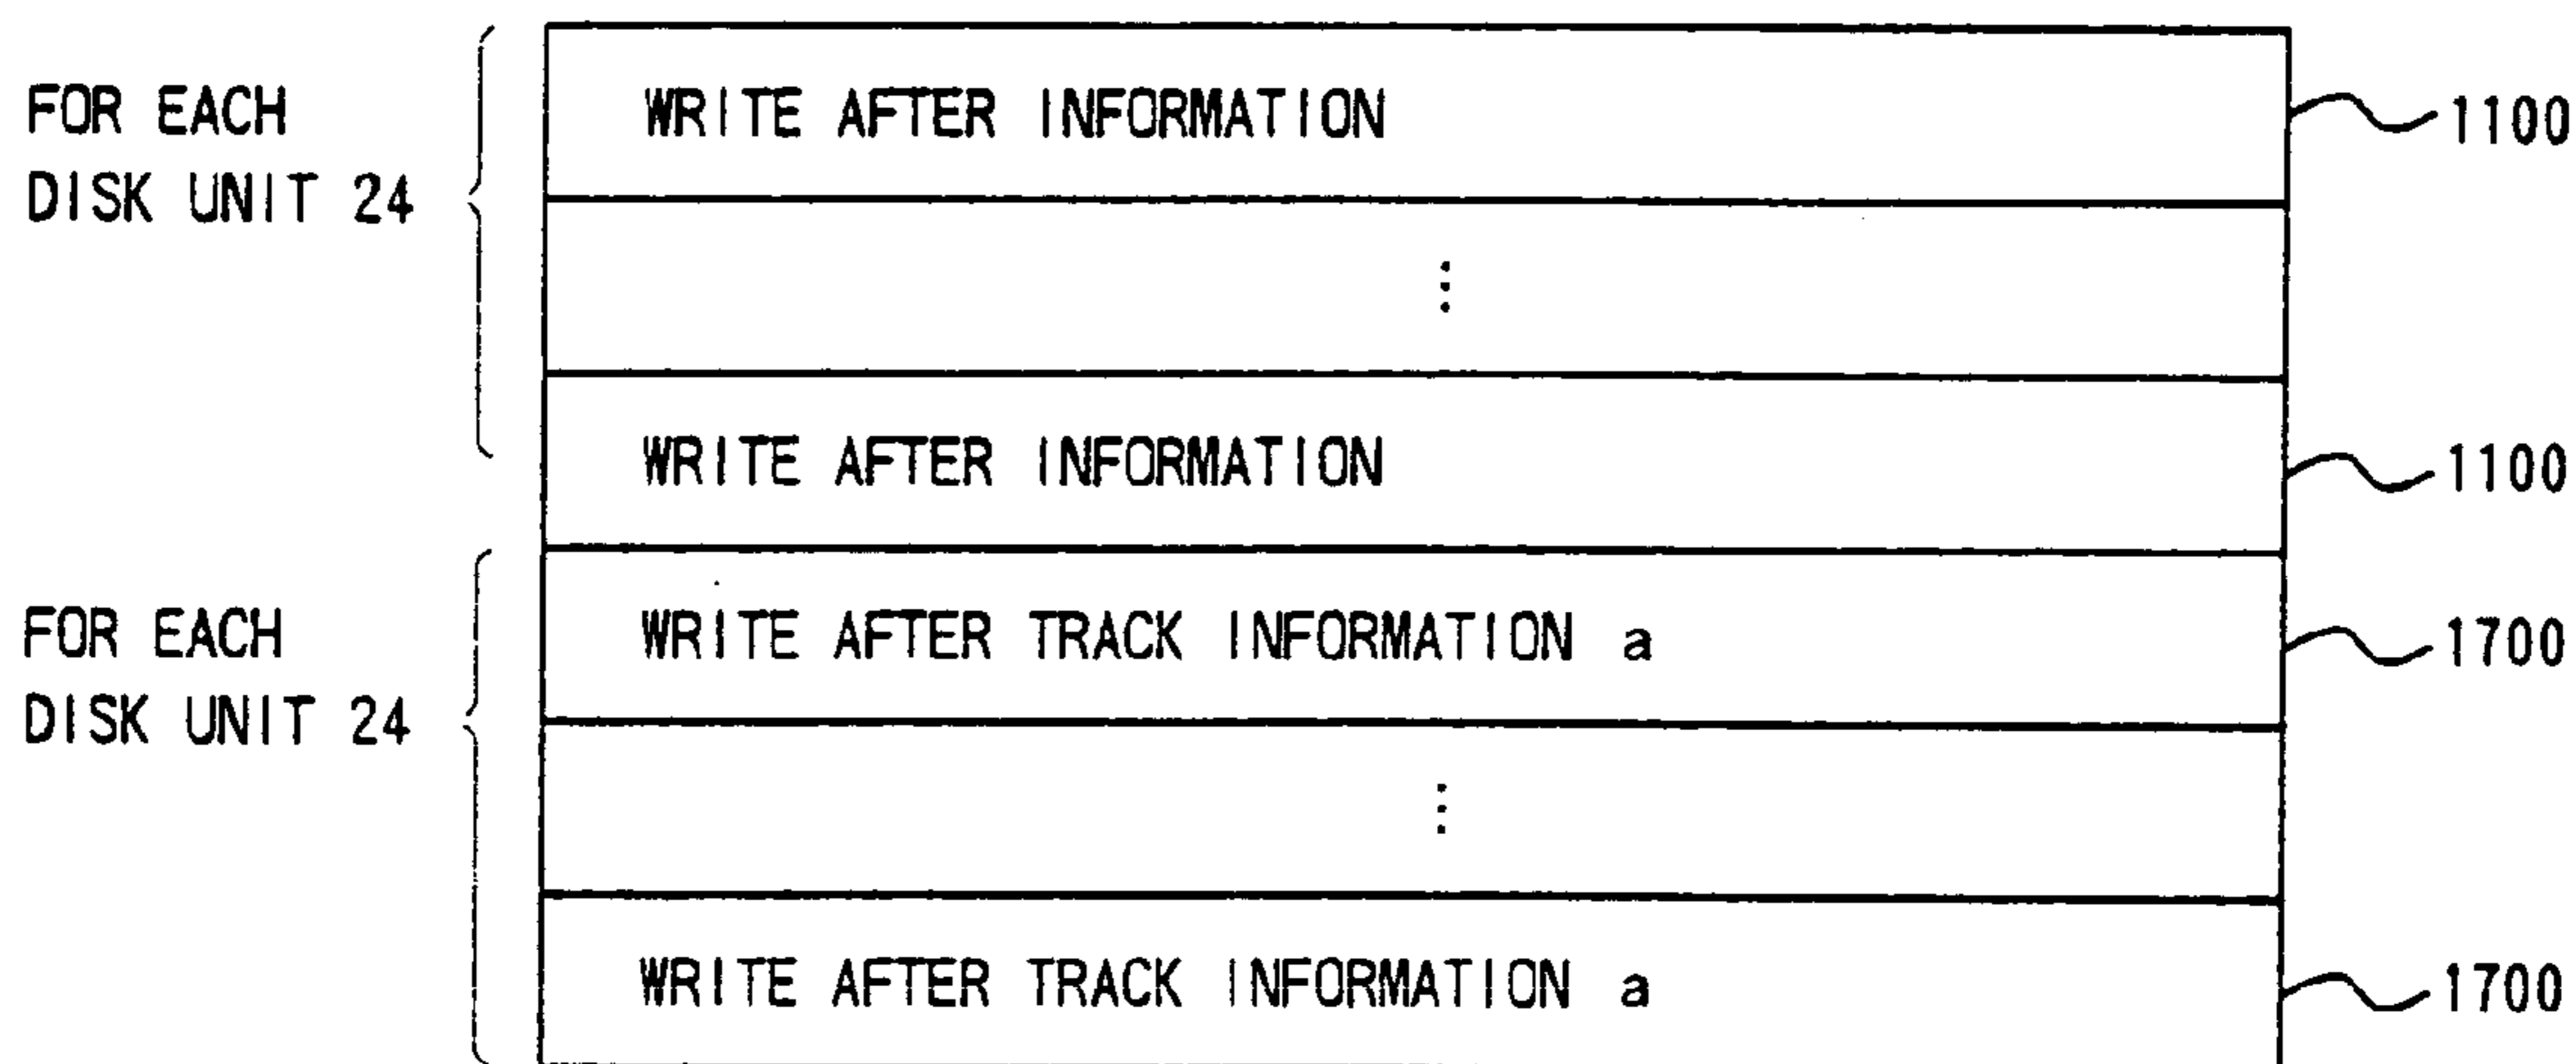 FOR EACH
DISK UNIT 24
WRITE AFTER INFORMATION
1100
⋮
WRITE AFTER INFORMATION
1100
FOR EACH
DISK UNIT 24
WRITE AFTER TRACK INFORMATION a
1700
⋮
WRITE AFTER TRACK INFORMATION a
1700